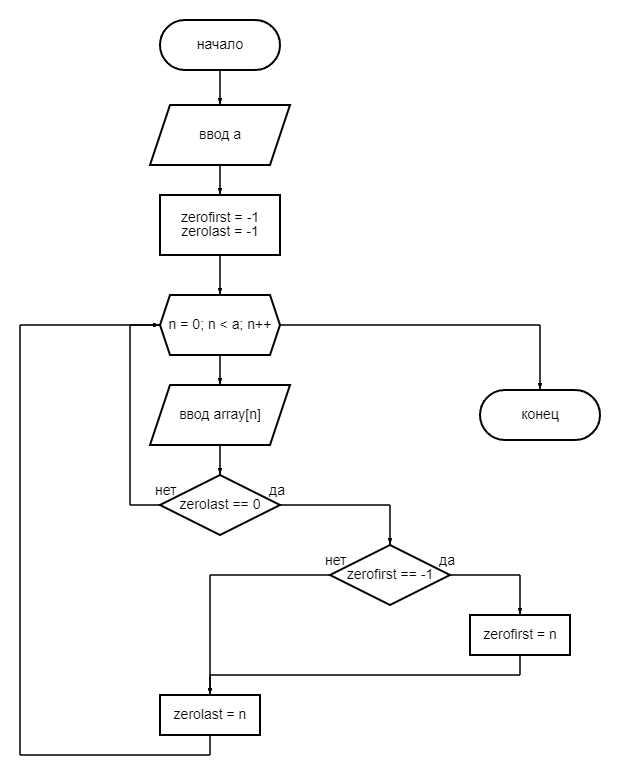 начало
ввод a
zerofirst = -1
zerolast = -1
n = 0; n < a; n++
ввод array[n]
конец
нет
да
zerolast == 0
нет
да
zerofirst == -1
zerofirst = n
zerolast = n